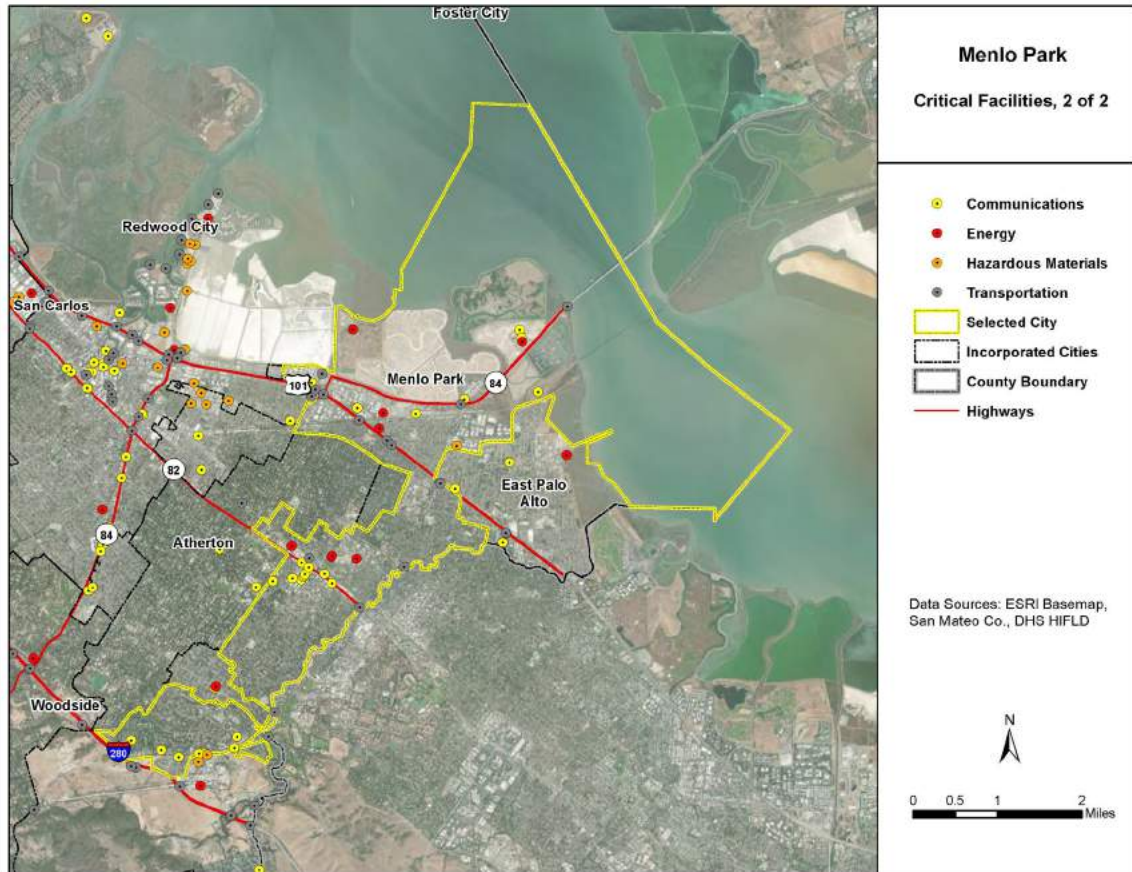 Foster City
Redwood City
San Carlos
101
Menlo Park
84
82
East Palo
Alto
84
Atherton
Woodside
280
Menlo Park
Critical Facilities, 2 of 2
Communications
Energy
Hazardous Materials
Transportation
Selected City
Incorporated Cities
County Boundary
Highways
Data Sources: ESRI Basemap,
San Mateo Co., DHS HIFLD
N
0 0.5 1 2
Miles